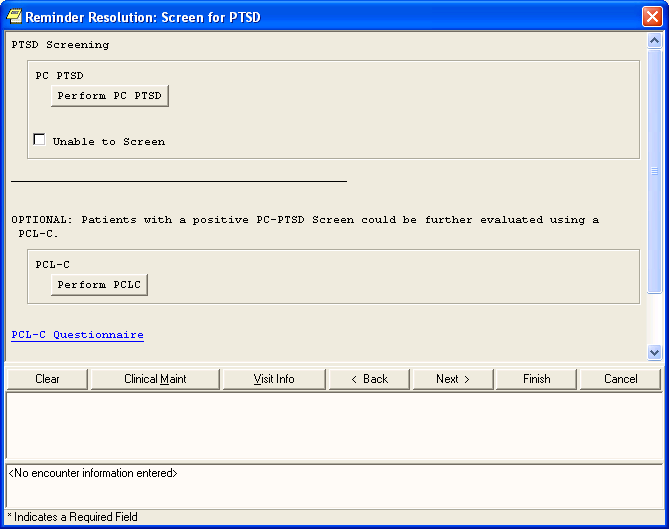 Reminder Resolution: Screen for PTSD
PTSD Screening
PC PTSD
Perform PC PTSD
Unable to Screen
OPTIONAL: Patients with a positive PC-PTSD Screen could be further evaluated using a
PCL-C.
PCL-C
Perform PCLC
PCL-C Questionnaire
Clear Clinical Maint Visit Info < Back Next > Finish Cancel
<No encounter information entered>
* Indicates a Required Field